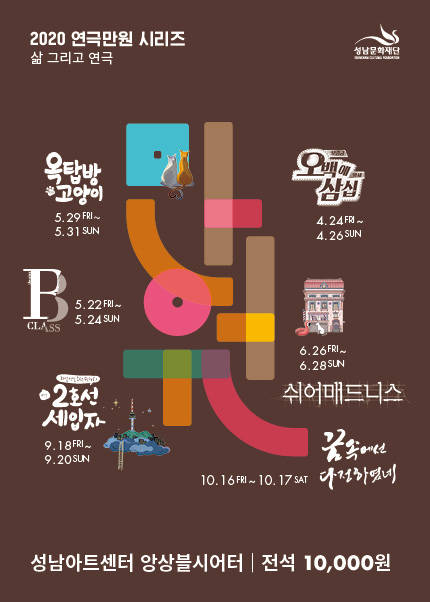 2020 연극만원 시리즈
삶 그리고 연극
성남문화재단
SEONGNAM CULTURAL FOUNDATION
옥탑방
고양이
5.29 FRI ~
5.31 SUN
오백에
삼십
4.24 FRI ~
4.26 SUN
B
CLASS
5.22 FRI ~
5.24 SUN
6.26 FRI ~
6.28 SUN
쉬어매드니스
2호선
세입자
9.18 FRI ~
9.20 SUN
꿈속에서
다정하였네
10.16 FRI ~ 10.17 SAT
성남아트센터 앙상블시어터 | 전석 10,000원